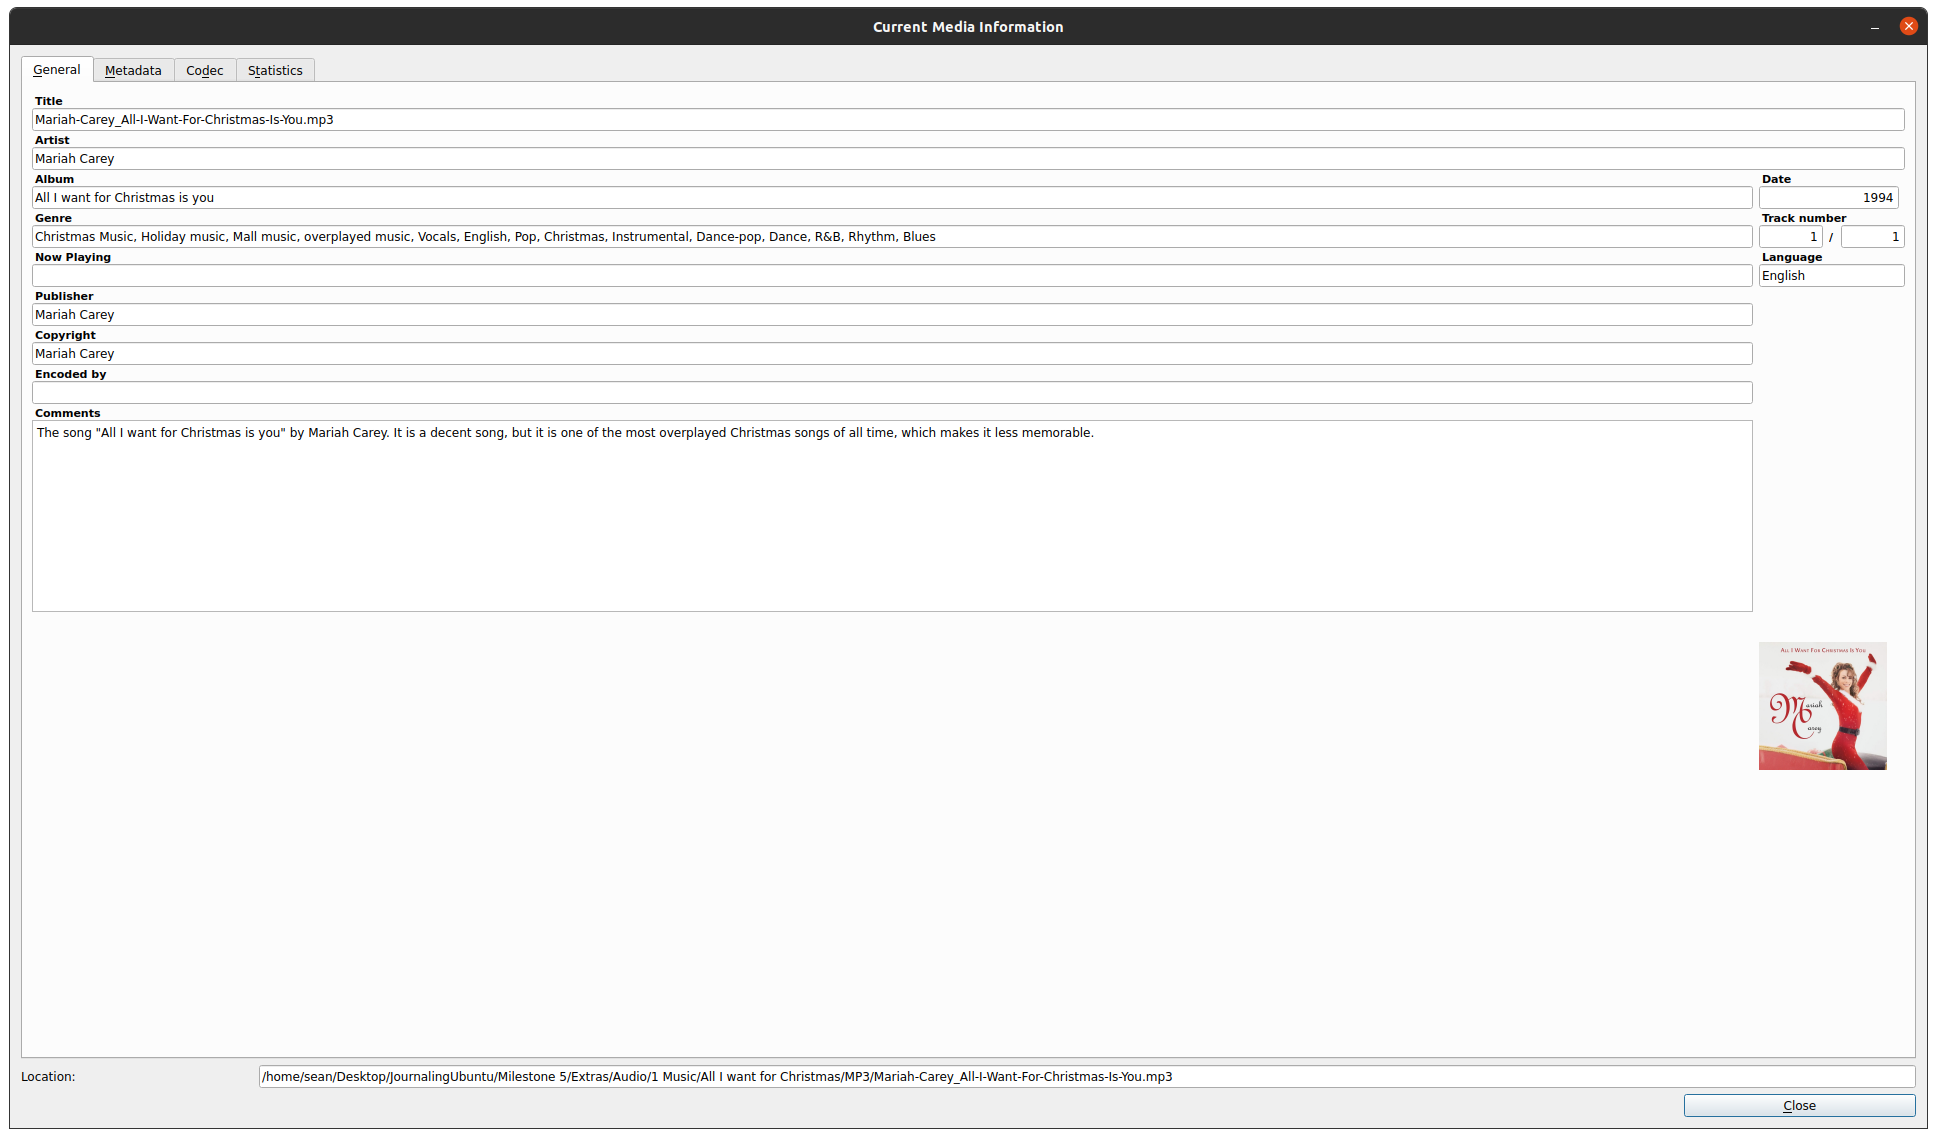 Current Media Information
General Metadata Codec Statistics
Title
Mariah-Carey_All-I-Want-For-Christmas-Is-You.mp3
Artist
Mariah Carey
Album Date
All I want for Christmas is you 1994
Genre Track number
Christmas Music, Holiday music, Mall music, overplayed music, Vocals, English, Pop, Christmas, Instrumental, Dance-pop, Dance, R&B, Rhythm, Blues 1 / 1
Now Playing Language
English
Publisher
Mariah Carey
Copyright
Mariah Carey
Encoded by
Comments
The song "All I want for Christmas is you" by Mariah Carey. It is a decent song, but it is one of the most overplayed Christmas songs of all time, which makes it less memorable.
All I Want For Christmas Is You
Mariah
Carey
Location: /home/sean/Desktop/JournalingUbuntu/Milestone 5/Extras/Audio/1 Music/All I want for Christmas/MP3/Mariah-Carey_All-I-Want-For-Christmas-Is-You.mp3
Close